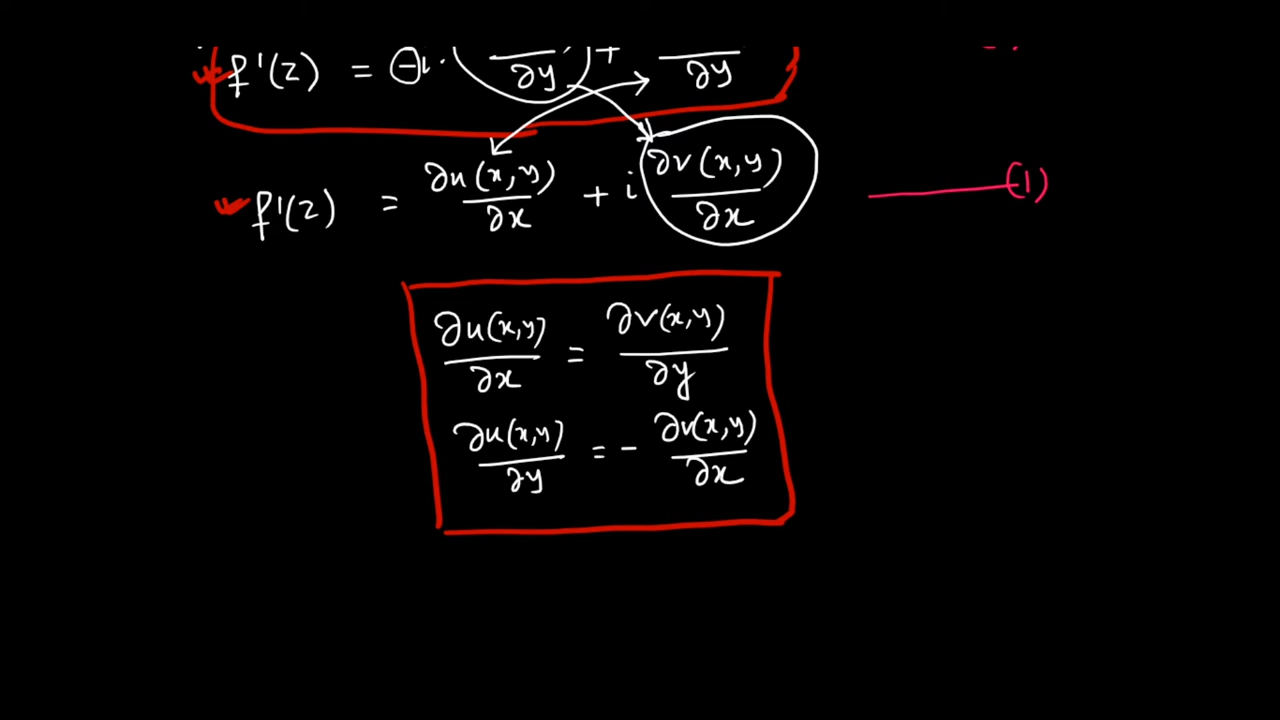 f'(z) = -i. ∂y + ∂y
f'(z) = ∂u(x,y)/∂x + i ∂v(x,y)/∂x (1)
∂u(x,y)/∂x = ∂v(x,y)/∂y
∂u(x,y)/∂y = - ∂v(x,y)/∂x